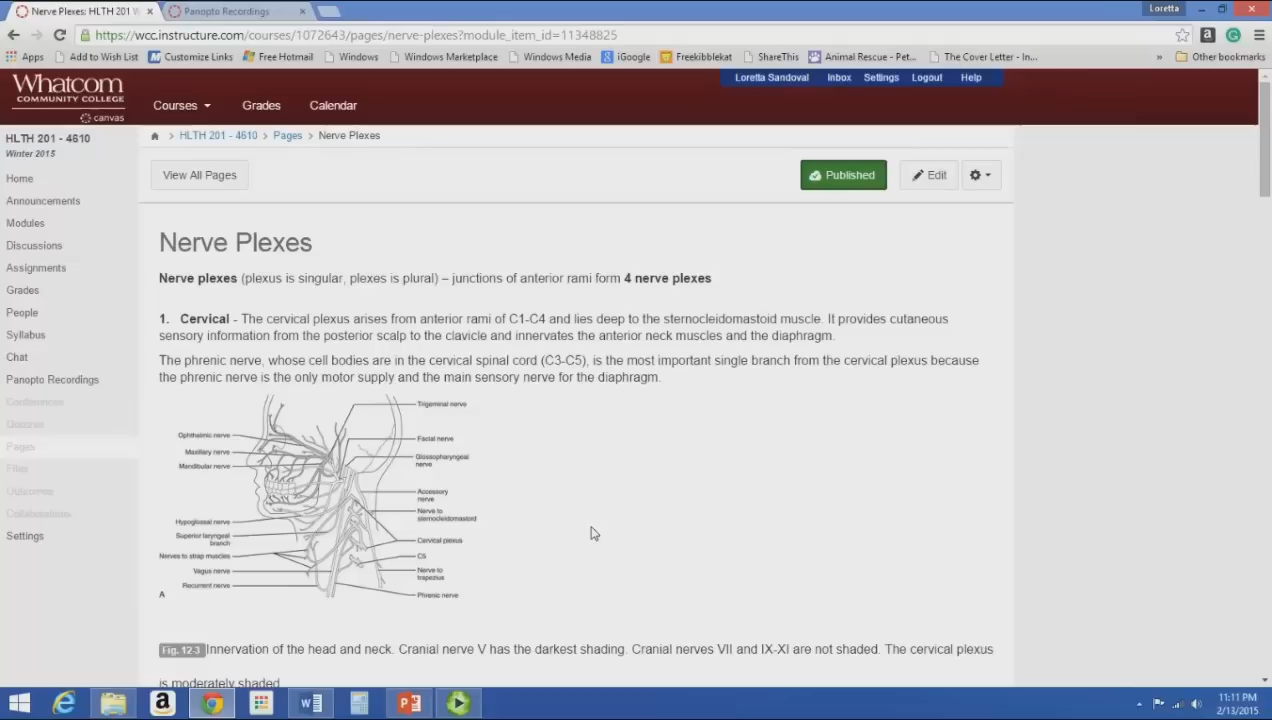 Nerve Plexes: HLTH 201 W
Panopto Recordings
Loretta
https://wcc.instructure.com/courses/1072643/pages/nerve-plexes?module_item_id=11348825
Apps Add to Wish List Customize Links Free Hotmail Windows Windows Marketplace Windows Media iGoogle Freekibblekat ShareThis Animal Rescue - Pet... The Cover Letter - In... » Other bookmarks
Whatcom
COMMUNITY COLLEGE
canvas
Loretta Sandoval Inbox Settings Logout Help
Courses Grades Calendar
HLTH 201 - 4610
Winter 2015
Home
Announcements
Modules
Discussions
Assignments
Grades
People
Syllabus
Chat
Panopto Recordings
Conferences
Quizzes
Pages
Files
Outcomes
Collaborations
Settings
> HLTH 201 - 4610 > Pages > Nerve Plexes
View All Pages
Published
Edit
Nerve Plexes
Nerve plexes (plexus is singular, plexes is plural) – junctions of anterior rami form 4 nerve plexes
1. Cervical - The cervical plexus arises from anterior rami of C1-C4 and lies deep to the sternocleidomastoid muscle. It provides cutaneous
sensory information from the posterior scalp to the clavicle and innervates the anterior neck muscles and the diaphragm.
The phrenic nerve, whose cell bodies are in the cervical spinal cord (C3-C5), is the most important single branch from the cervical plexus because
the phrenic nerve is the only motor supply and the main sensory nerve for the diaphragm.
Ophthalmic nerve
Maxillary nerve
Mandibular nerve
Hypoglossal nerve
Superior laryngeal
branch
Nerves to strap muscles
Vagus nerve
Recurrent nerve
A
Trigeminal nerve
Facial nerve
Glossopharyngeal
nerve
Accessory
nerve
Nerve to
sternocleidomastoid
Cervical plexus
C5
Nerve to
trapezius
Phrenic nerve
Fig. 12-3 Innervation of the head and neck. Cranial nerve V has the darkest shading. Cranial nerves VII and IX-XI are not shaded. The cervical plexus
is moderately shaded
11:11 PM
2/13/2015